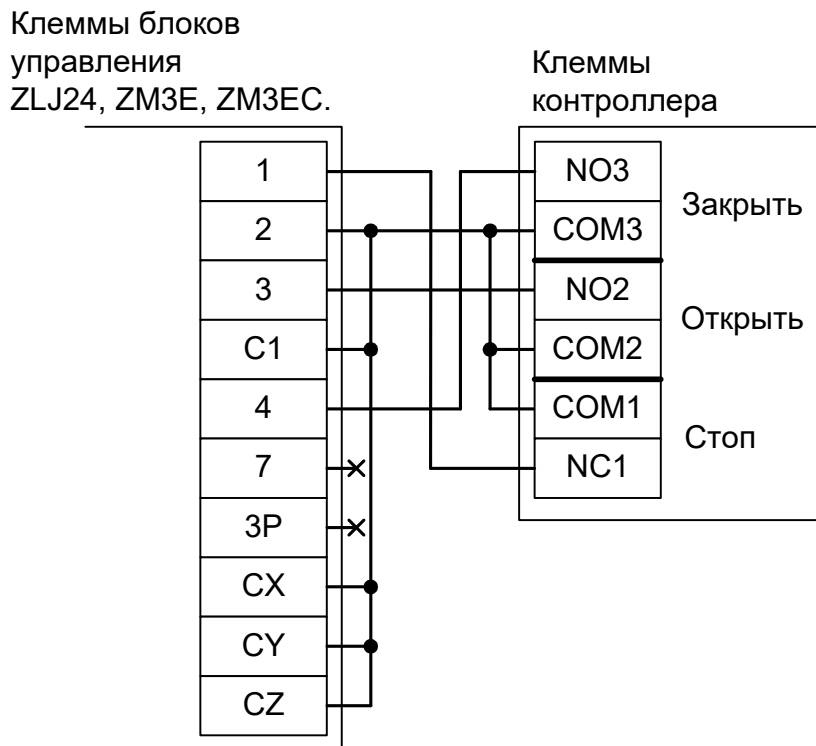 Клеммы блоков
управления
ZLJ24, ZM3E, ZM3EC.
Клеммы
контроллера
1
2
3
C1
4
7
3P
CX
CY
CZ
NO3
COM3
NO2
COM2
COM1
NC1
Закрыть
Открыть
Стоп